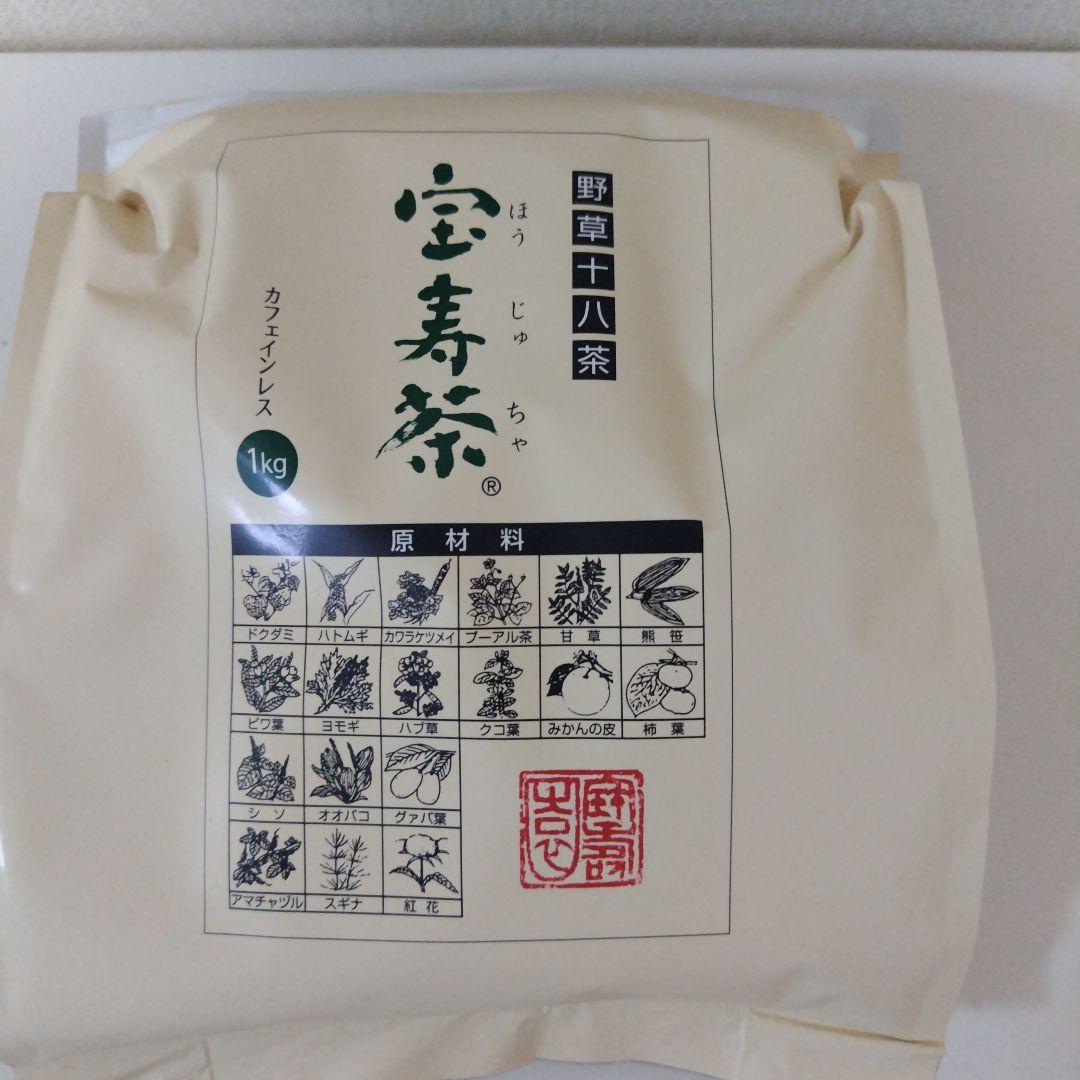 野草十八茶
宝寿茶®
ほうじゅちゃ
カフェインレス
1kg
原材料
ドクダミ ハトムギ カワラケツメイ プーアル茶 甘草 熊笹
ビワ葉 ヨモギ ハブ草 クコ葉 みかんの皮 柿葉
シソ オオバコ グァバ葉
アマチャヅル スギナ 紅花